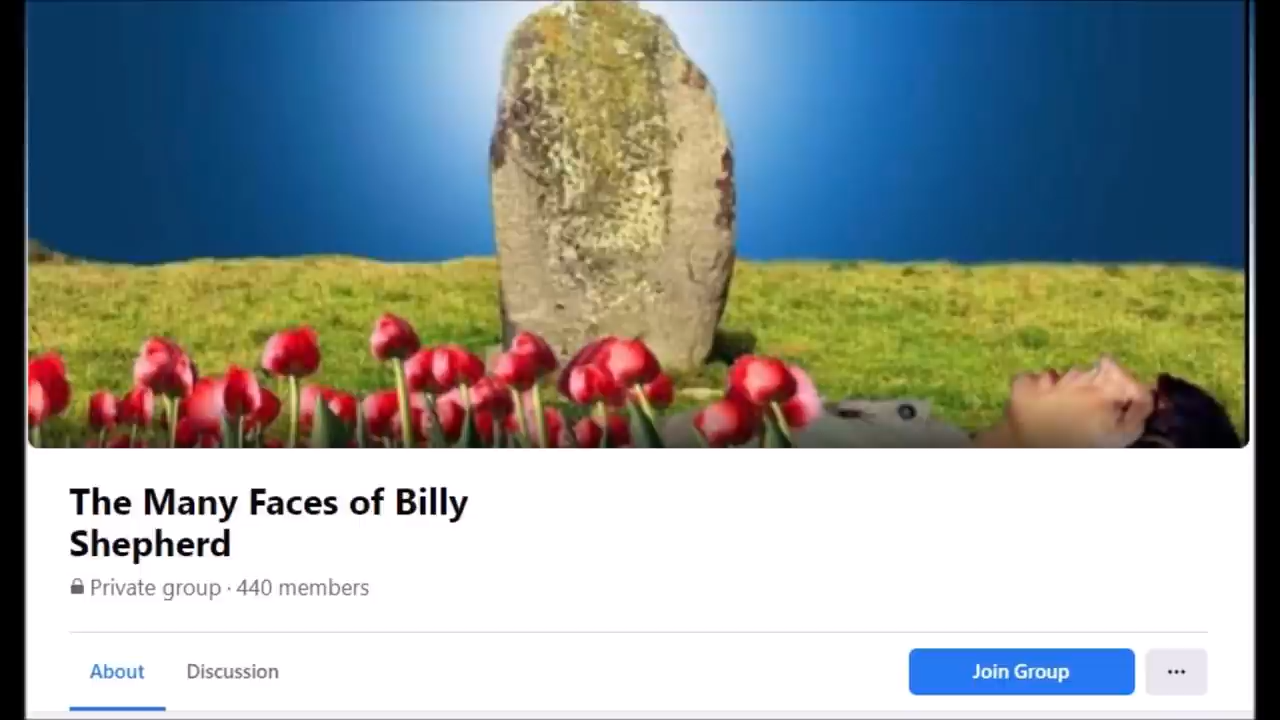 The Many Faces of Billy
Shepherd
Private group · 440 members
About Discussion Join Group ...